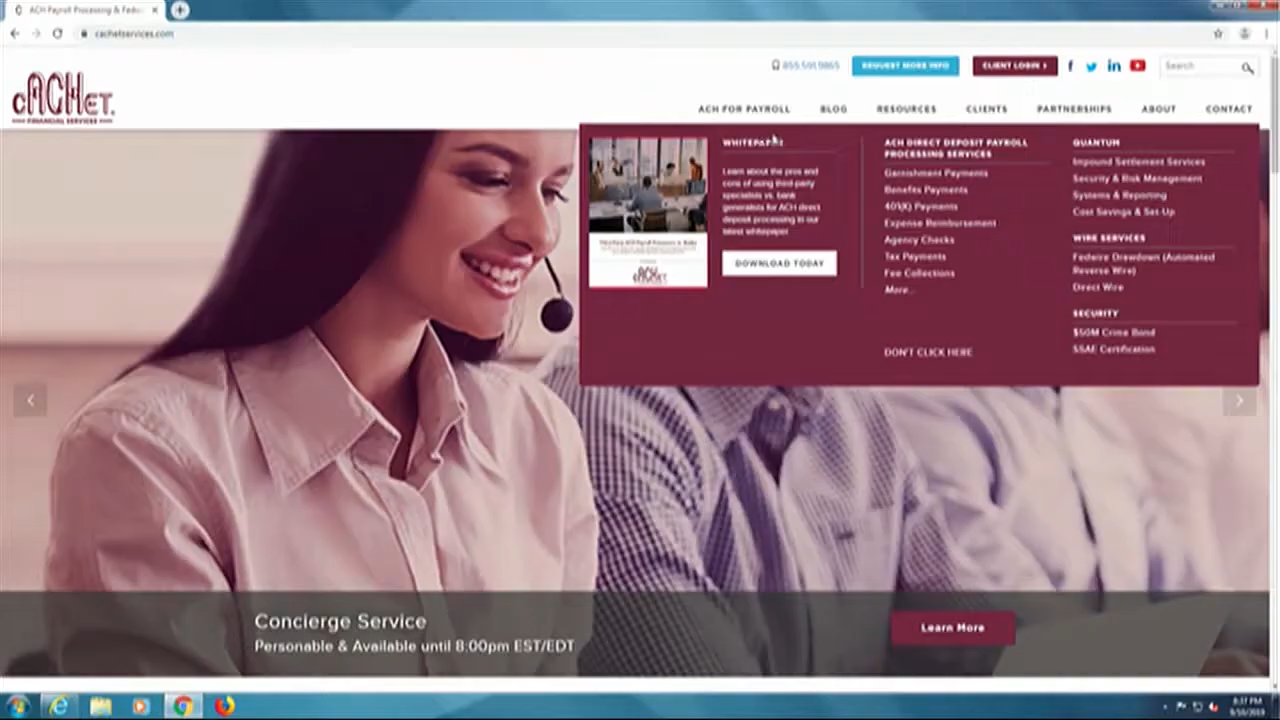 ACH Payroll Processing & Fede
cachetservices.com
cACHET.
FINANCIAL SERVICES
855.591.9865
REQUEST MORE INFO
CLIENT LOGIN
Search
ACH FOR PAYROLL
BLOG
RESOURCES
CLIENTS
PARTNERSHIPS
ABOUT
CONTACT
WHITEPAPER
Learn about the pros and
cons of using third-party
specialists vs. bank
generalists for ACH direct
deposit processing in our
latest whitepaper
DOWNLOAD TODAY
ACH DIRECT DEPOSIT PAYROLL
PROCESSING SERVICES
Garnishment Payments
Benefits Payments
401(K) Payments
Expense Reimbursement
Agency Checks
Tax Payments
Fee Collections
More...
DON'T CLICK HERE
QUANTUM
Impound Settlement Services
Security & Risk Management
Systems & Reporting
Cost Savings & Set-Up
WIRE SERVICES
Fedwire Drawdown (Automated
Reverse Wire)
Direct Wire
SECURITY
$50M Crime Bond
SSAE Certification
ACH
cACHET
Concierge Service
Personable & Available until 8:00pm EST/EDT
Learn More
8:37 PM